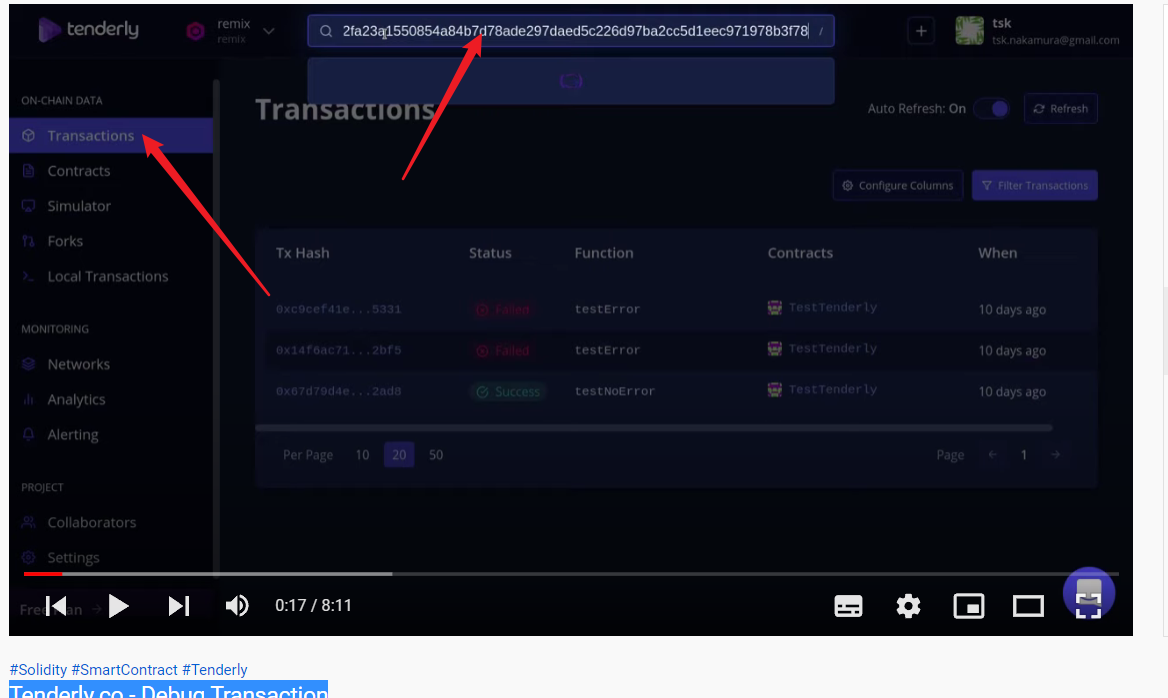 tenderly
remix
remix
2fa23a1550854a84b7d78ade297daed5c226d97ba2cc5d1eec971978b3f78 /
+
tsk
tsk.nakamura@gmail.com
ON-CHAIN DATA
Transactions
Contracts
Simulator
Forks
Local Transactions
MONITORING
Networks
Analytics
Alerting
PROJECT
Collaborators
Settings
Transactions
Auto Refresh: On
Refresh
Configure Columns
Filter Transactions
Tx Hash Status Function Contracts When
0xc9cef41e...5331 Failed testError TestTenderly 10 days ago
0x14f6ac71...2bf5 Failed testError TestTenderly 10 days ago
0x67d79d4e...2ad8 Success testNoError TestTenderly 10 days ago
Per Page 10 20 50 Page ← 1 →
0:17 / 8:11
#Solidity #SmartContract #Tenderly
Tenderly.co - Debug Transaction